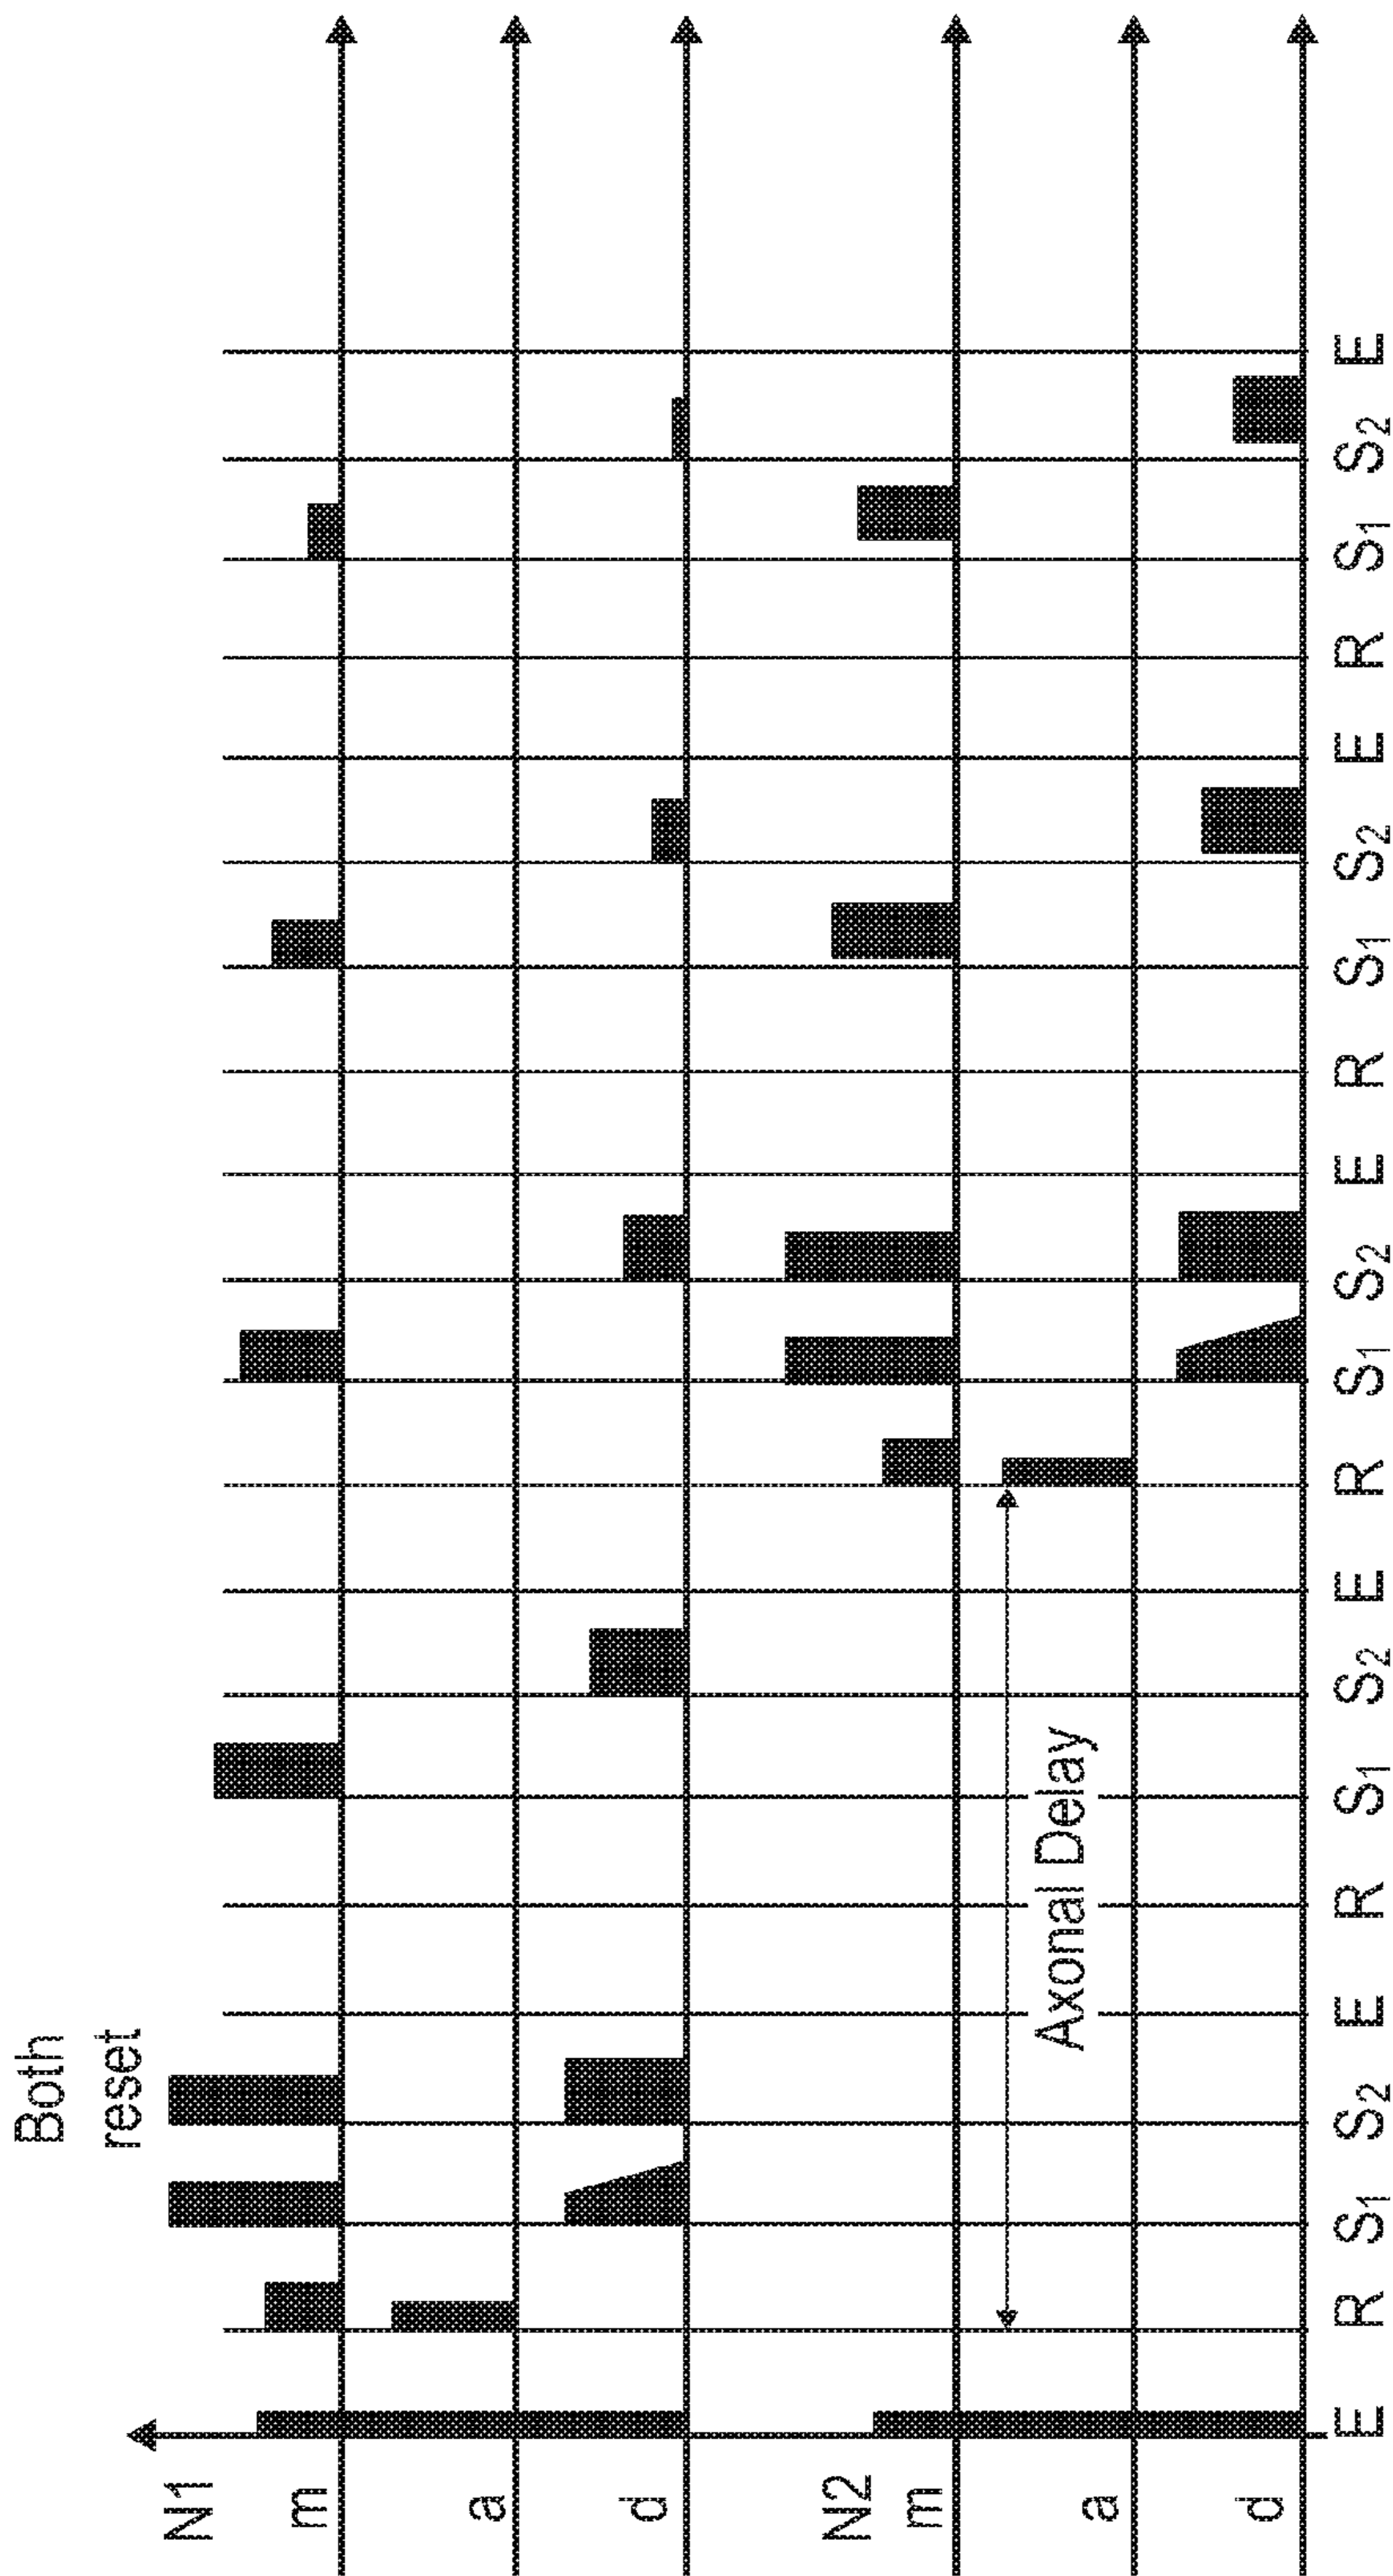 Both
reset
N1
m
a
d
N2
m
Axonal Delay
a
d
E R S1 S2 E R S1 S2 E R S1 S2 E R S1 S2 E R S1 S2 E